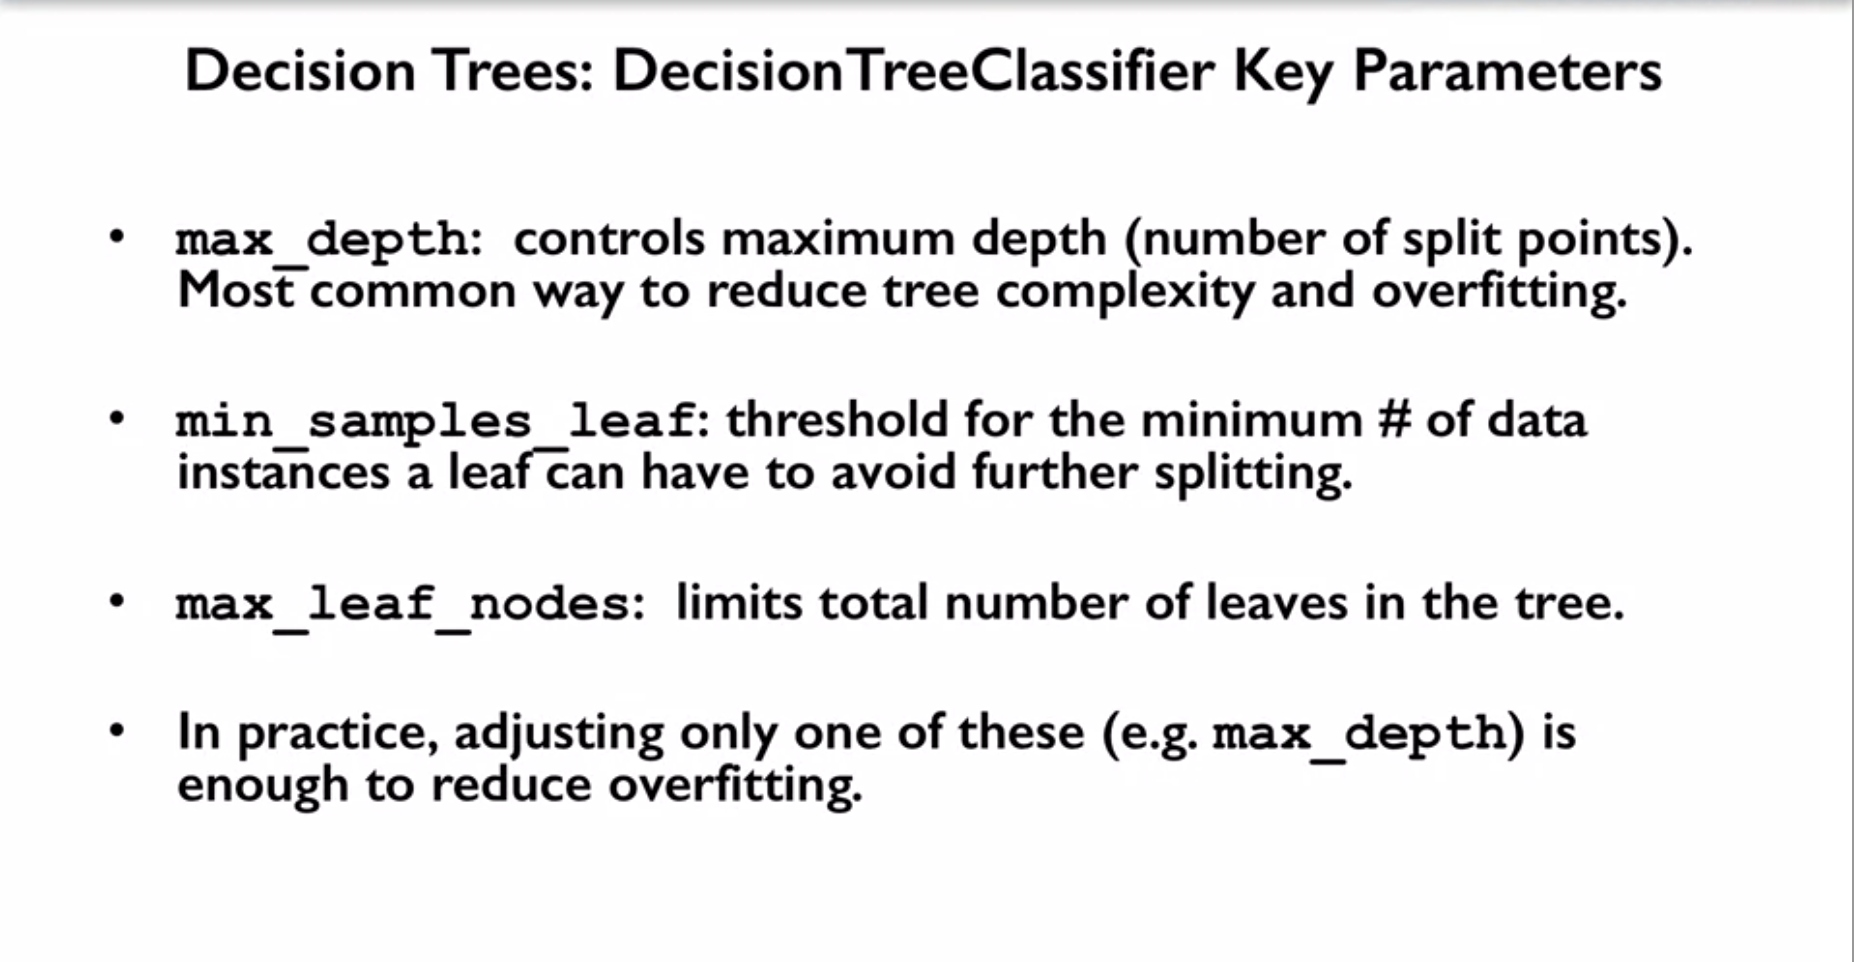 Decision Trees: DecisionTreeClassifier Key Parameters
• max_depth: controls maximum depth (number of split points).
Most common way to reduce tree complexity and overfitting.
• min_samples_leaf: threshold for the minimum # of data
instances a leaf can have to avoid further splitting.
• max_leaf_nodes: limits total number of leaves in the tree.
• In practice, adjusting only one of these (e.g. max_depth) is
enough to reduce overfitting.